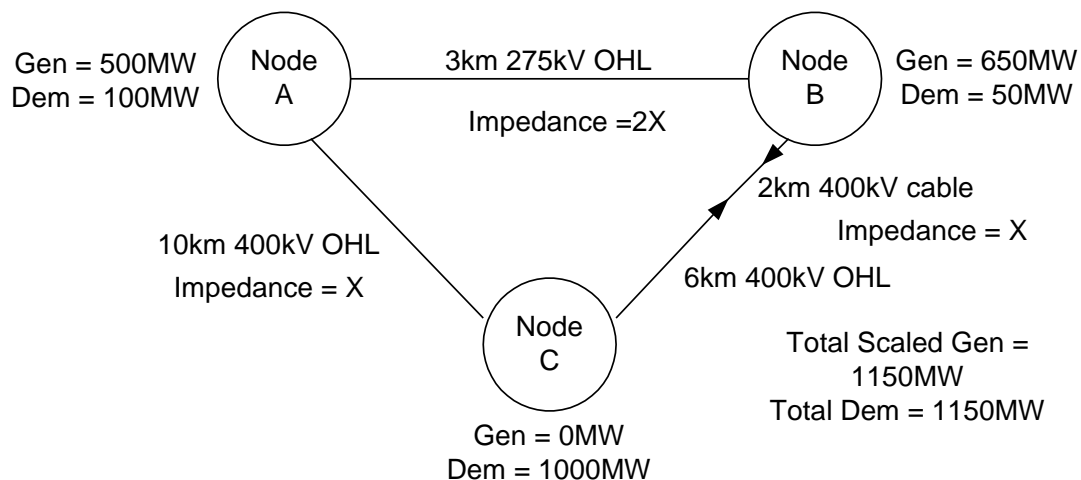 Gen = 500MW
Dem = 100MW
Node
A
3km 275kV OHL
Impedance =2X
Node
B
Gen = 650MW
Dem = 50MW
2km 400kV cable
Impedance = X
10km 400kV OHL
Impedance = X
6km 400kV OHL
Node
C
Total Scaled Gen =
1150MW
Total Dem = 1150MW
Gen = 0MW
Dem = 1000MW